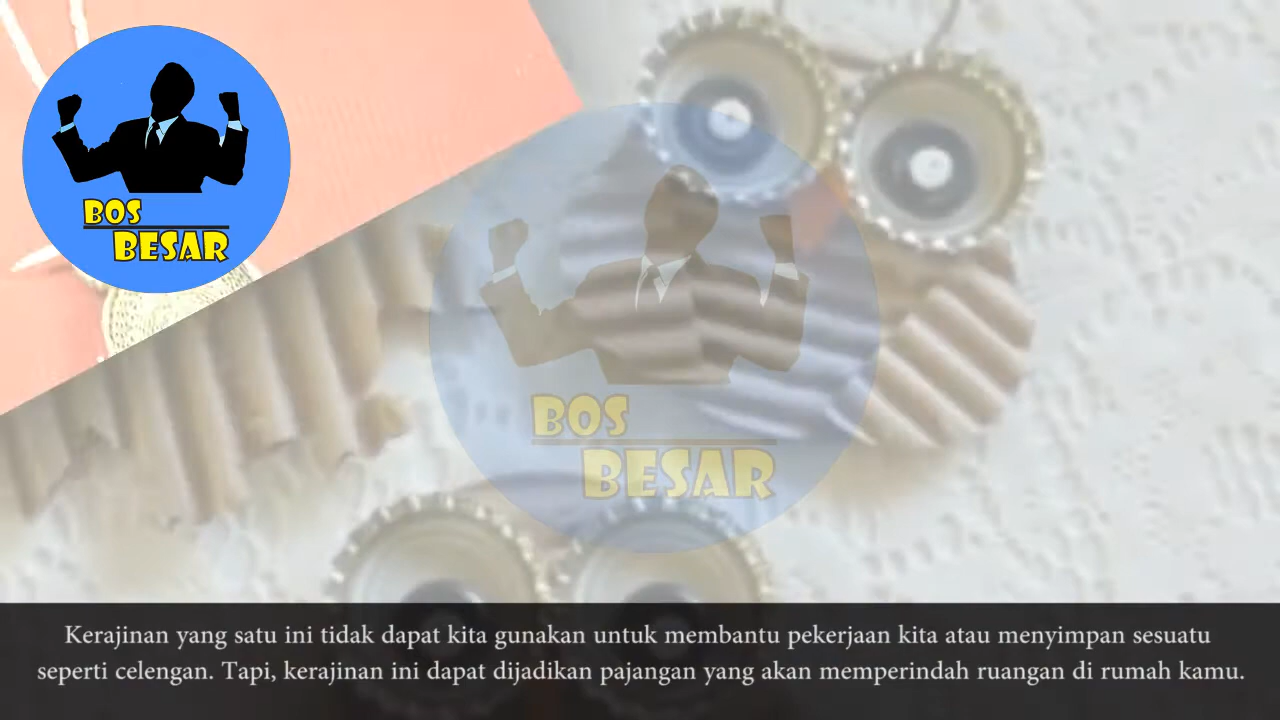 BOS
BESAR
BOS
BESAR
Kerajinan yang satu ini tidak dapat kita gunakan untuk membantu pekerjaan kita atau menyimpan sesuatu
seperti celengan. Tapi, kerajinan ini dapat dijadikan pajangan yang akan memperindah ruangan di rumah kamu.